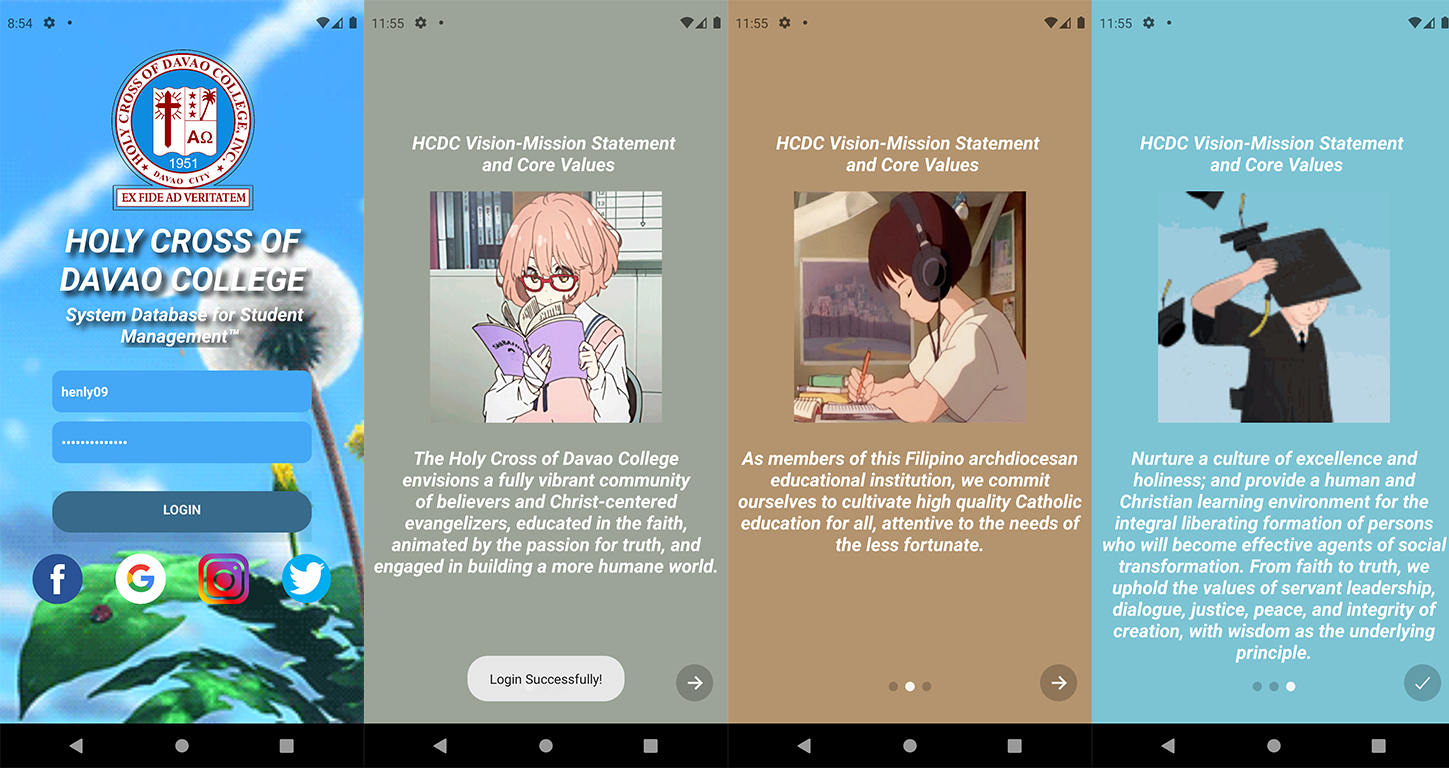 8:54
HOLY CROSS OF DAVAO COLLEGE, INC.
ΑΩ
1951
DAVAO CITY
EX FIDE AD VERITATEM
HOLY CROSS OF
DAVAO COLLEGE
System Database for Student
Management™
henly09
••••••••••••••
LOGIN
f
G
11:55
HCDC Vision-Mission Statement
and Core Values
The Holy Cross of Davao College
envisions a fully vibrant community
of believers and Christ-centered
evangelizers, educated in the faith,
animated by the passion for truth, and
engaged in building a more humane world.
Login Successfully!
11:55
HCDC Vision-Mission Statement
and Core Values
As members of this Filipino archdiocesan
educational institution, we commit
ourselves to cultivate high quality Catholic
education for all, attentive to the needs of
the less fortunate.
11:55
HCDC Vision-Mission Statement
and Core Values
Nurture a culture of excellence and
holiness; and provide a human and
Christian learning environment for the
integral liberating formation of persons
who will become effective agents of social
transformation. From faith to truth, we
uphold the values of servant leadership,
dialogue, justice, peace, and integrity of
creation, with wisdom as the underlying
principle.